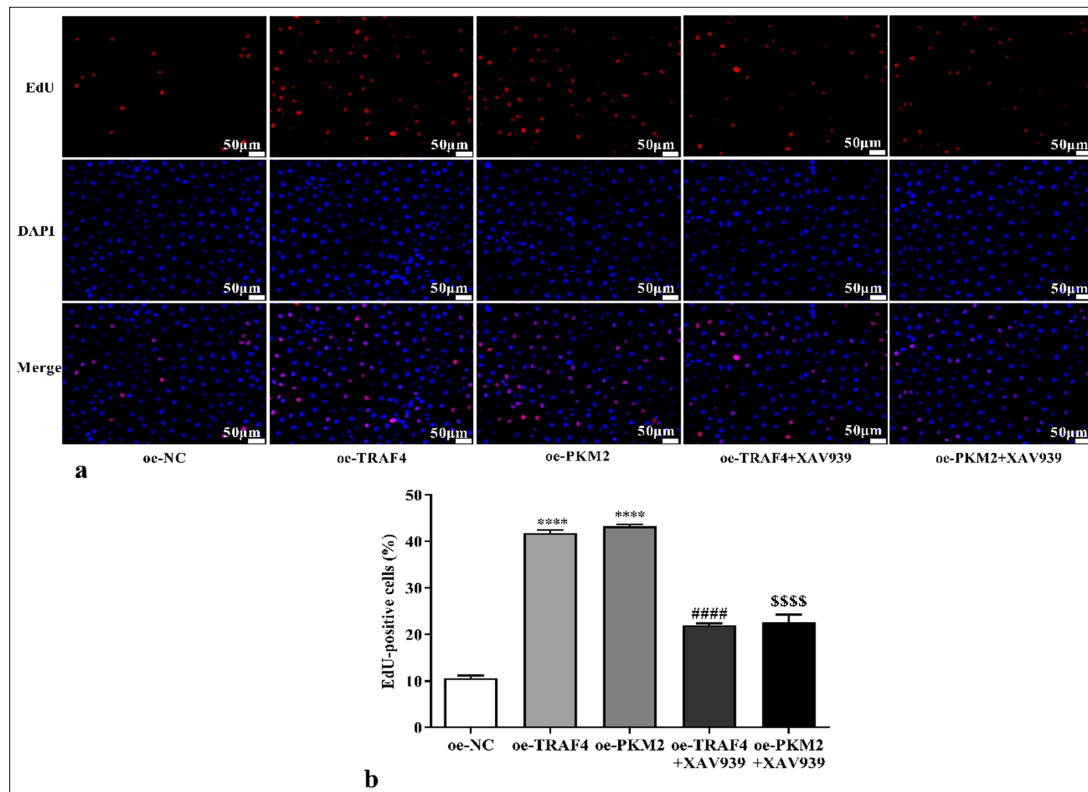 EdU
50μm 50μm 50μm 50μm 50μm
DAPI
50μm 50μm 50μm 50μm 50μm
Merge
50μm 50μm 50μm 50μm 50μm
oe-NC oe-TRAF4 oe-PKM2 oe-TRAF4+XAV939 oe-PKM2+XAV939
a
50
40
30
20
10
0
EdU-positive cells (%)
**** ****
#### $$$$
oe-NC oe-TRAF4 oe-PKM2 oe-TRAF4 oe-PKM2
+XAV939 +XAV939
b